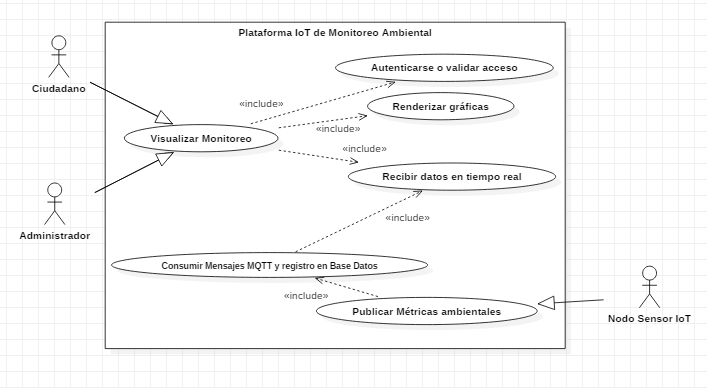 Plataforma IoT de Monitoreo Ambiental
Autenticarse o validar acceso
Ciudadano
«include»
Renderizar gráficas
«include»
Visualizar Monitoreo
«include»
Recibir datos en tiempo real
Administrador
«include»
Consumir Mensajes MQTT y registro en Base Datos
«include»
Publicar Métricas ambientales
Nodo Sensor IoT